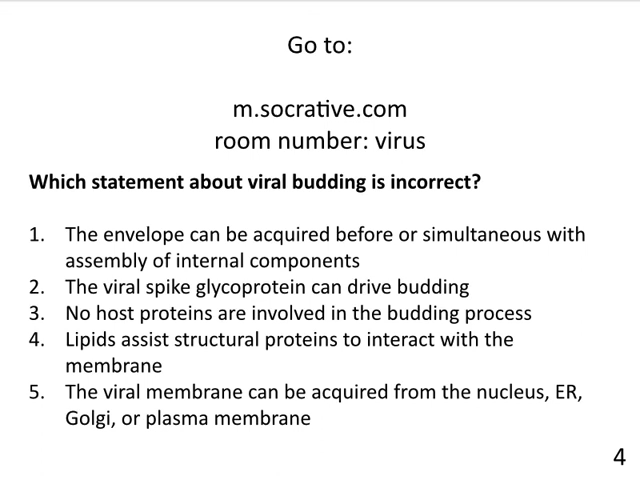 Go to:
m.socrative.com
room number: virus
Which statement about viral budding is incorrect?
1. The envelope can be acquired before or simultaneous with
assembly of internal components
2. The viral spike glycoprotein can drive budding
3. No host proteins are involved in the budding process
4. Lipids assist structural proteins to interact with the
membrane
5. The viral membrane can be acquired from the nucleus, ER,
Golgi, or plasma membrane
4